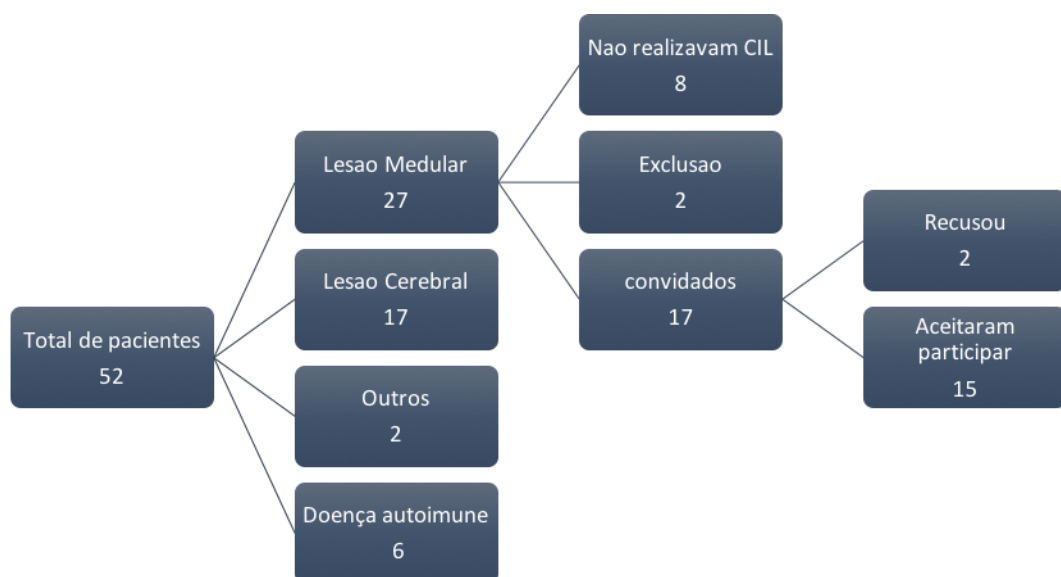 Total de pacientes
52
Lesao Medular
27
Lesao Cerebral
17
Outros
2
Doença autoimune
6
Nao realizavam CIL
8
Exclusao
2
convidados
17
Recusou
2
Aceitaram
participar
15